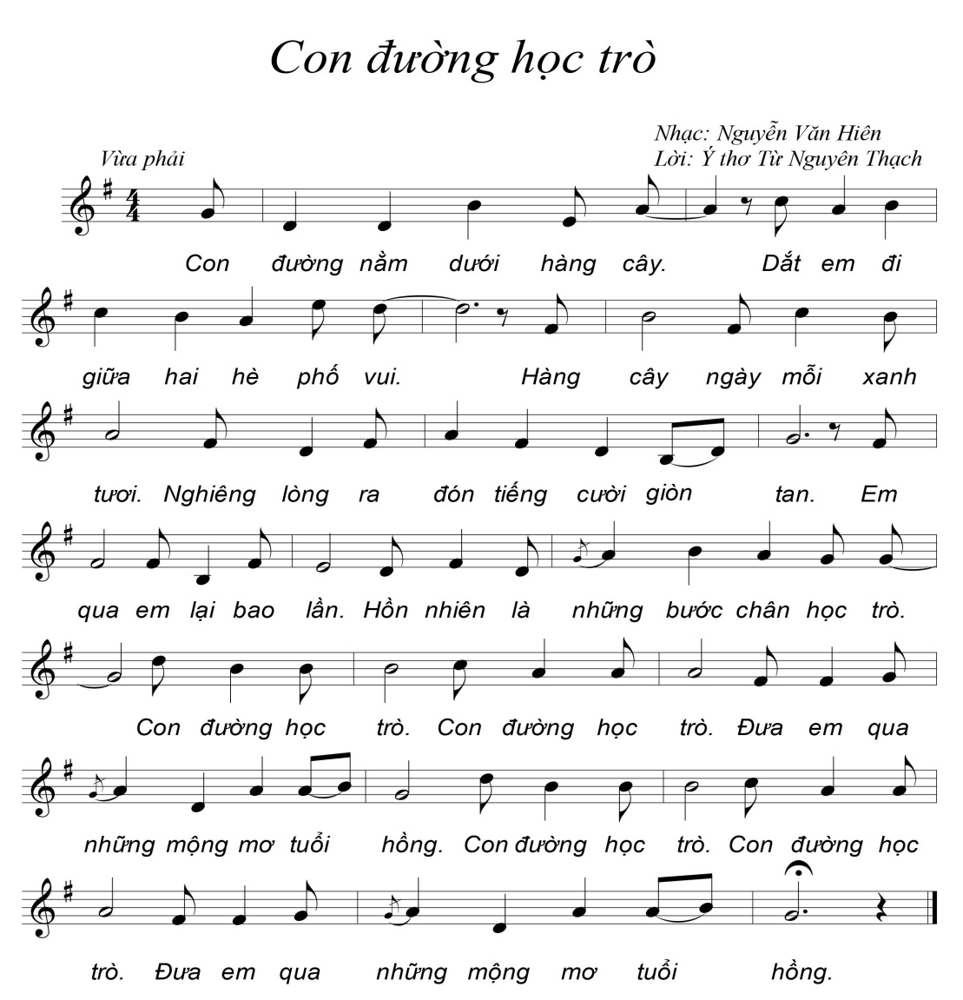 Con đường học trò
Nhạc: Nguyễn Văn Hiên
Vừa phải
Lời: Ý thơ Từ Nguyên Thạch
4
4
Con đường nằm dưới hàng cây. Dắt em đi
giữa hai hè phố vui. Hàng cây ngày mỗi xanh
tươi. Nghiêng lòng ra đón tiếng cười giòn tan. Em
qua em lại bao lần. Hồn nhiên là những bước chân học trò.
Con đường học trò. Con đường học trò. Đưa em qua
những mộng mơ tuổi hồng. Con đường học trò. Con đường học
trò. Đưa em qua những mộng mơ tuổi hồng.